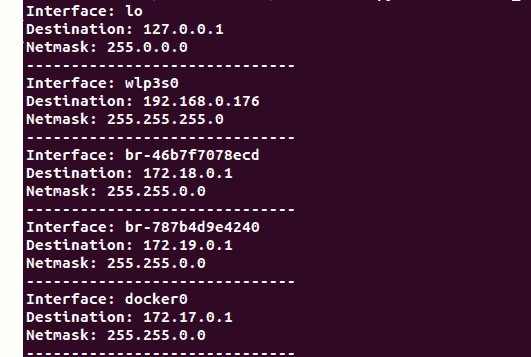 Interface: lo
Destination: 127.0.0.1
Netmask: 255.0.0.0
------------------------------
Interface: wlp3s0
Destination: 192.168.0.176
Netmask: 255.255.255.0
------------------------------
Interface: br-46b7f7078ecd
Destination: 172.18.0.1
Netmask: 255.255.0.0
------------------------------
Interface: br-787b4d9e4240
Destination: 172.19.0.1
Netmask: 255.255.0.0
------------------------------
Interface: docker0
Destination: 172.17.0.1
Netmask: 255.255.0.0
------------------------------